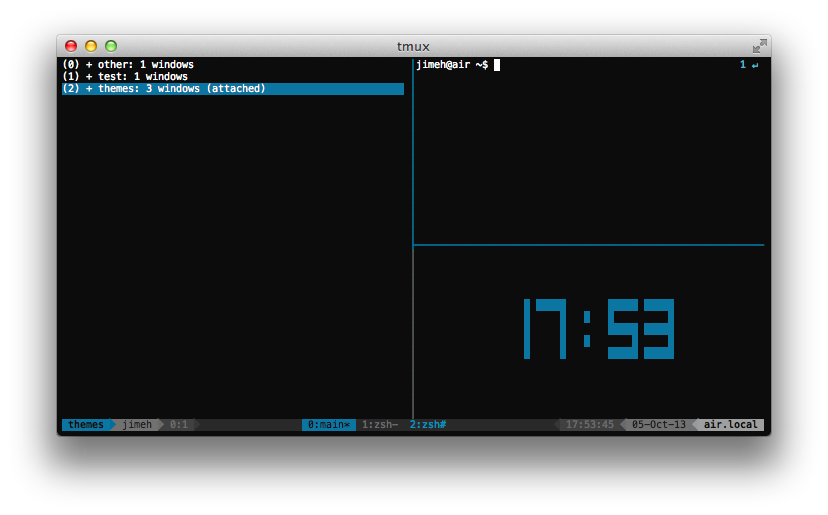 tmux
(0) + other: 1 windows
(1) + test: 1 windows
(2) + themes: 3 windows (attached)
jimeh@air ~$ 1 ↵
17:53
themes jimeh 0:1 0:main* 1:zsh- 2:zsh# 17:53:45 05-Oct-13 air.local